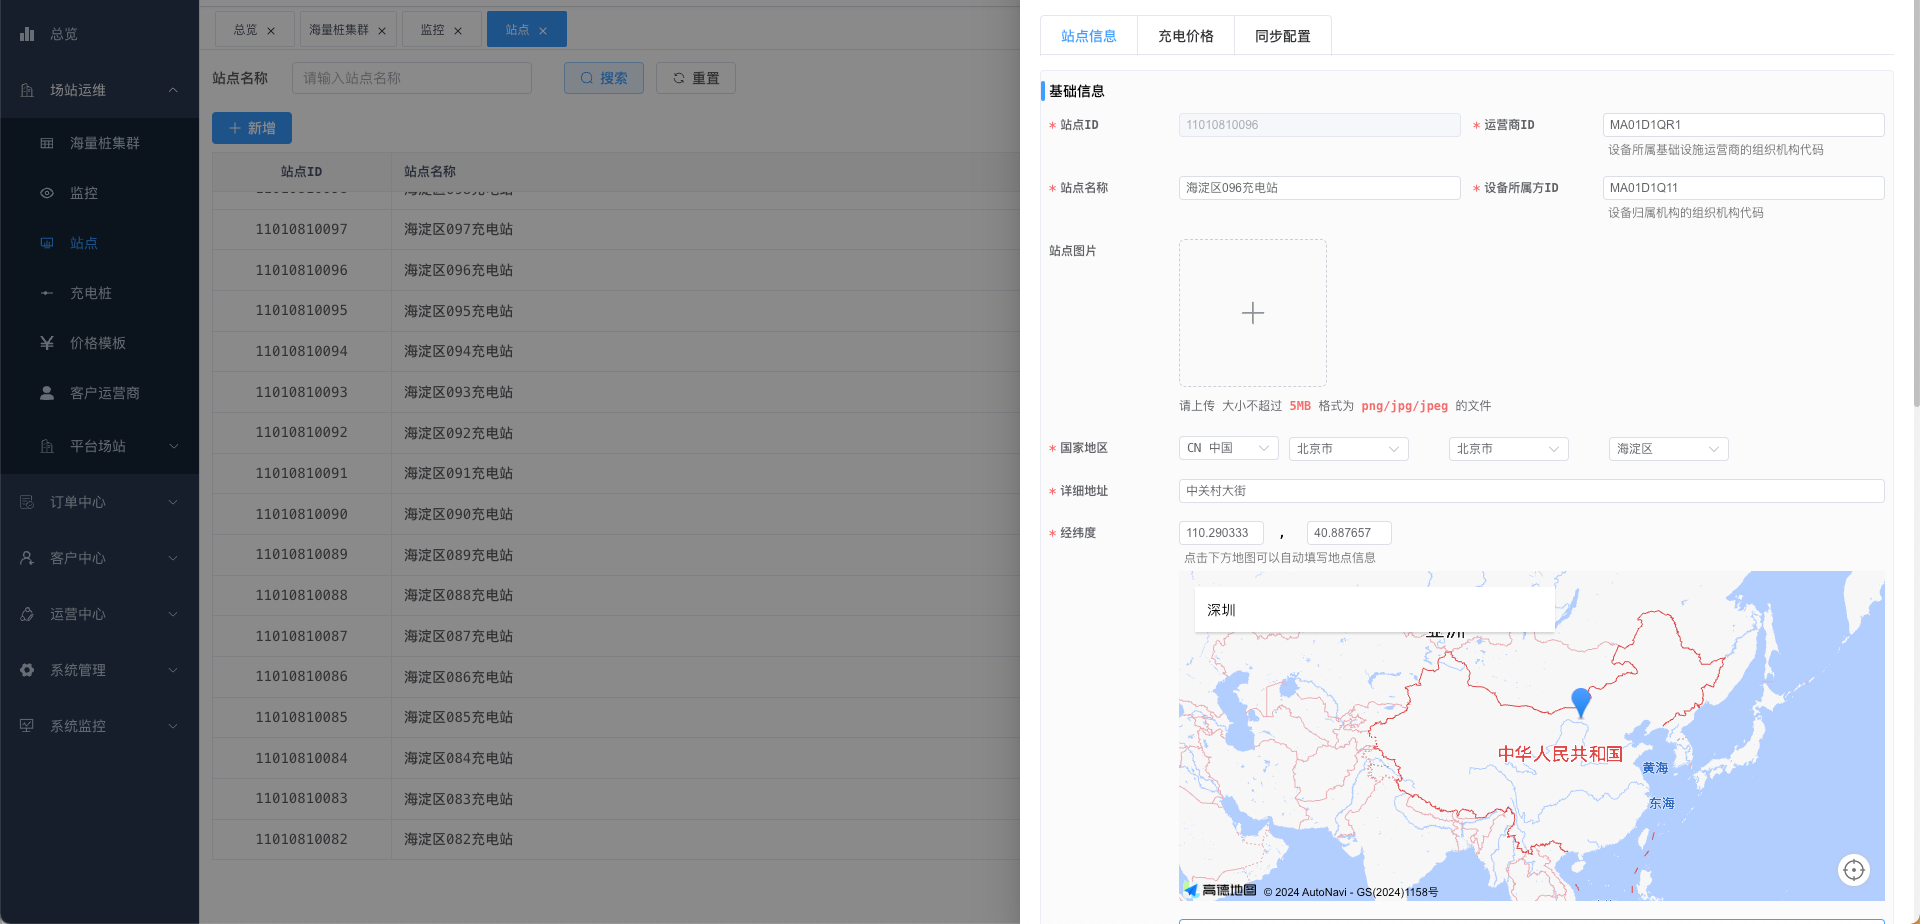 总览
场站运维
海量桩集群
监控
站点
充电桩
价格模板
客户运营商
平台场站
订单中心
客户中心
运营中心
系统管理
系统监控
总览
海量桩集群
监控
站点
站点名称
请输入站点名称
搜索
重置
新增
站点ID 站点名称
11010810097 海淀区097充电站
11010810096 海淀区096充电站
11010810095 海淀区095充电站
11010810094 海淀区094充电站
11010810093 海淀区093充电站
11010810092 海淀区092充电站
11010810091 海淀区091充电站
11010810090 海淀区090充电站
11010810089 海淀区089充电站
11010810088 海淀区088充电站
11010810087 海淀区087充电站
11010810086 海淀区086充电站
11010810085 海淀区085充电站
11010810084 海淀区084充电站
11010810083 海淀区083充电站
11010810082 海淀区082充电站
站点信息 充电价格 同步配置
基础信息
* 站点ID 11010810096 * 运营商ID MA01D1QR1
设备所属基础设施运营商的组织机构代码
* 站点名称 海淀区096充电站 * 设备所属方ID MA01D1Q11
设备归属机构的组织机构代码
站点图片
请上传 大小不超过 5MB 格式为 png/jpg/jpeg 的文件
* 国家地区 CN 中国 北京市 北京市 海淀区
* 详细地址 中关村大街
* 经纬度 110.290333 , 40.887657
点击下方地图可以自动填写地点信息
深圳
中华人民共和国
黄海
东海
高德地图 © 2024 AutoNavi - GS(2024)1158号